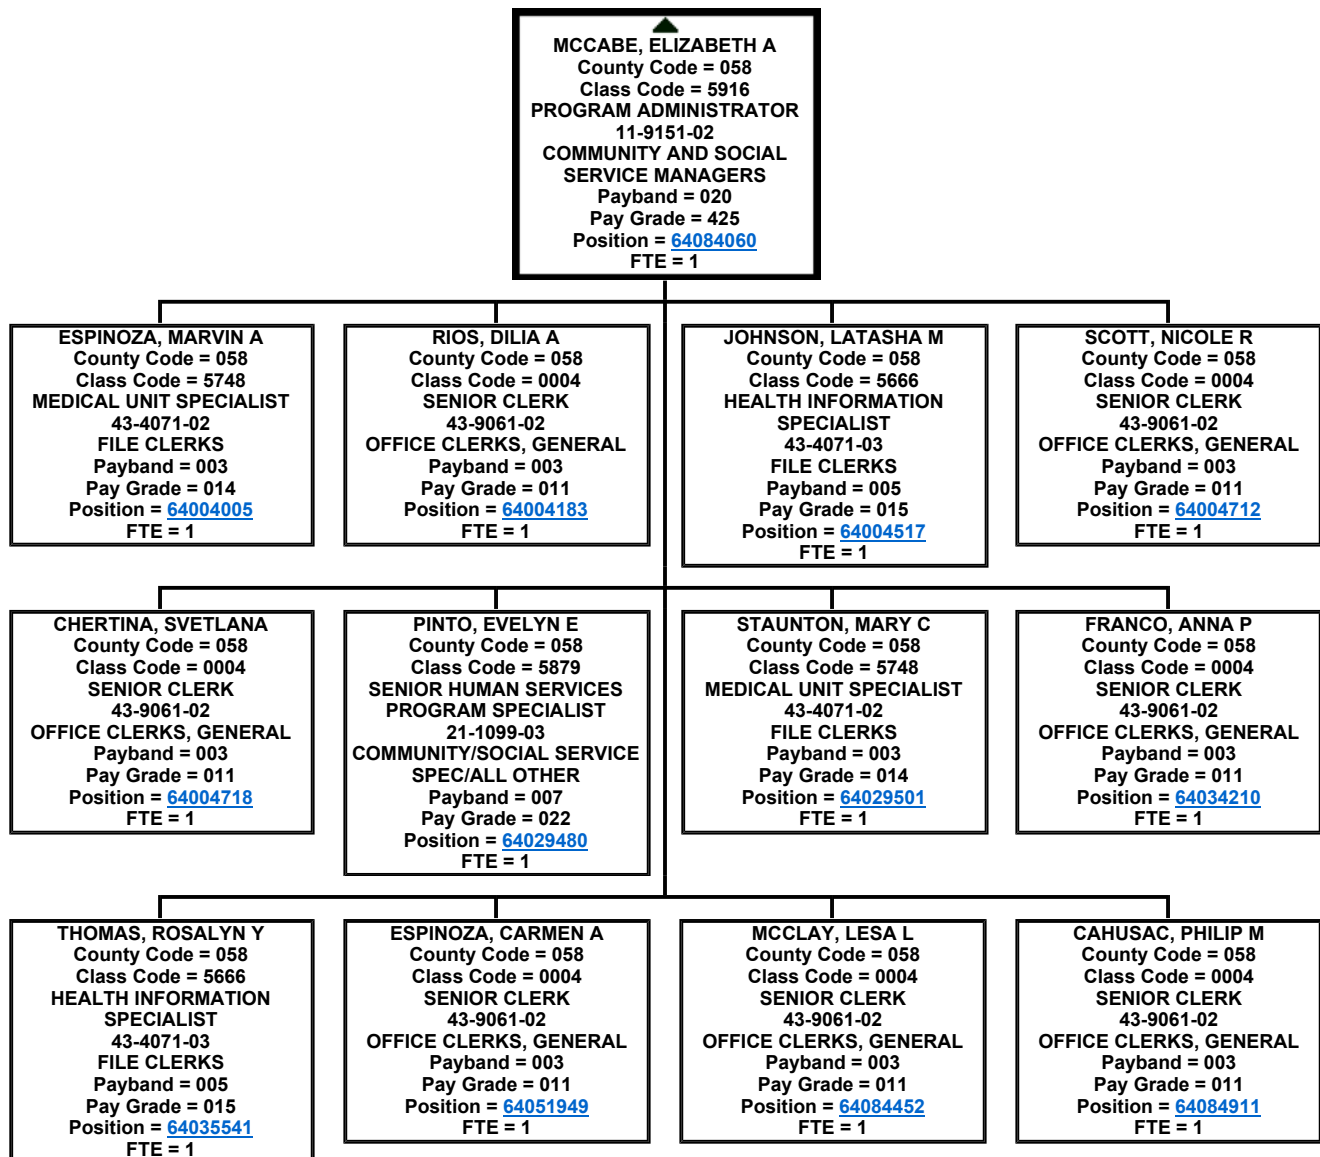 MCCABE, ELIZABETH A
County Code = 058
Class Code = 5916
PROGRAM ADMINISTRATOR
11-9151-02
COMMUNITY AND SOCIAL
SERVICE MANAGERS
Payband = 020
Pay Grade = 425
Position = 64084060
FTE = 1
ESPINOZA, MARVIN A
County Code = 058
Class Code = 5748
MEDICAL UNIT SPECIALIST
43-4071-02
FILE CLERKS
Payband = 003
Pay Grade = 014
Position = 64004005
FTE = 1
RIOS, DILIA A
County Code = 058
Class Code = 0004
SENIOR CLERK
43-9061-02
OFFICE CLERKS, GENERAL
Payband = 003
Pay Grade = 011
Position = 64004183
FTE = 1
JOHNSON, LATASHA M
County Code = 058
Class Code = 5666
HEALTH INFORMATION
SPECIALIST
43-4071-03
FILE CLERKS
Payband = 005
Pay Grade = 015
Position = 64004517
FTE = 1
SCOTT, NICOLE R
County Code = 058
Class Code = 0004
SENIOR CLERK
43-9061-02
OFFICE CLERKS, GENERAL
Payband = 003
Pay Grade = 011
Position = 64004712
FTE = 1
CHERTINA, SVETLANA
County Code = 058
Class Code = 0004
SENIOR CLERK
43-9061-02
OFFICE CLERKS, GENERAL
Payband = 003
Pay Grade = 011
Position = 64004718
FTE = 1
PINTO, EVELYN E
County Code = 058
Class Code = 5879
SENIOR HUMAN SERVICES
PROGRAM SPECIALIST
21-1099-03
COMMUNITY/SOCIAL SERVICE
SPEC/ALL OTHER
Payband = 007
Pay Grade = 022
Position = 64029480
FTE = 1
STAUNTON, MARY C
County Code = 058
Class Code = 5748
MEDICAL UNIT SPECIALIST
43-4071-02
FILE CLERKS
Payband = 003
Pay Grade = 014
Position = 64029501
FTE = 1
FRANCO, ANNA P
County Code = 058
Class Code = 0004
SENIOR CLERK
43-9061-02
OFFICE CLERKS, GENERAL
Payband = 003
Pay Grade = 011
Position = 64034210
FTE = 1
THOMAS, ROSALYN Y
County Code = 058
Class Code = 5666
HEALTH INFORMATION
SPECIALIST
43-4071-03
FILE CLERKS
Payband = 005
Pay Grade = 015
Position = 64035541
FTE = 1
ESPINOZA, CARMEN A
County Code = 058
Class Code = 0004
SENIOR CLERK
43-9061-02
OFFICE CLERKS, GENERAL
Payband = 003
Pay Grade = 011
Position = 64051949
FTE = 1
MCCLAY, LESA L
County Code = 058
Class Code = 0004
SENIOR CLERK
43-9061-02
OFFICE CLERKS, GENERAL
Payband = 003
Pay Grade = 011
Position = 64084452
FTE = 1
CAHUSAC, PHILIP M
County Code = 058
Class Code = 0004
SENIOR CLERK
43-9061-02
OFFICE CLERKS, GENERAL
Payband = 003
Pay Grade = 011
Position = 64084911
FTE = 1